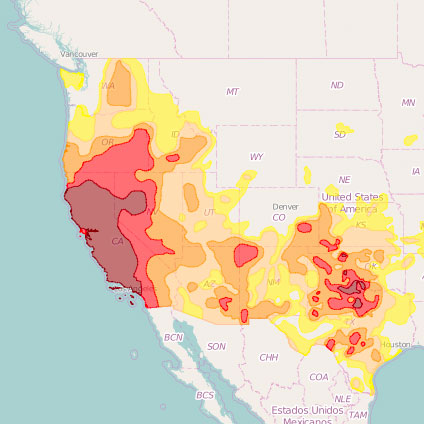 Vancouver
WA
MT
ND
MN
OR
ID
SD
WY
IA
NE
Denver
United States
of America
UT
CO
KS
CA
AZ
NM
OK
TX
Houston
BCN
SON
CHH
COA
BCS
NLE
Estados Unidos
Mexicanos
TAM